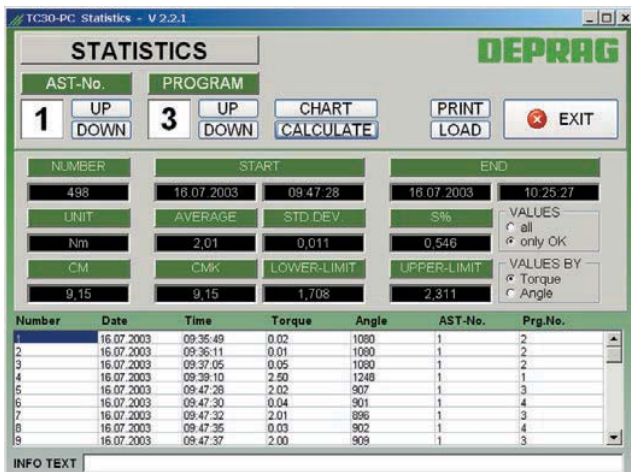 TC30-PC Statistics - V 2.2.1
STATISTICS
DEPRAG
AST-No. PROGRAM
1 UP DOWN 3 UP DOWN CHART CALCULATE PRINT LOAD EXIT
NUMBER START END
498 16.07.2003 09:47:28 16.07.2003 10:25:27
UNIT AVERAGE STD.DEV. S% VALUES
all
Nm 2,01 0,011 0,546 only OK
CM CMK LOWER-LIMIT UPPER-LIMIT VALUES BY
Torque
9,15 9,15 1,708 2,311 Angle
Number Date Time Torque Angle AST-No. Prg.No.
1 16.07.2003 09:35:49 0.02 1080 1 2
2 16.07.2003 09:36:11 0.01 1080 1 2
3 16.07.2003 09:37:05 0.05 1080 1 2
4 16.07.2003 09:39:10 2.50 1248 1 1
5 16.07.2003 09:47:28 2.02 907 1 3
6 16.07.2003 09:47:30 0.04 901 1 4
7 16.07.2003 09:47:32 2.01 896 1 3
8 16.07.2003 09:47:35 0.03 902 1 4
9 16.07.2003 09:47:37 2.00 909 1 3
INFO TEXT